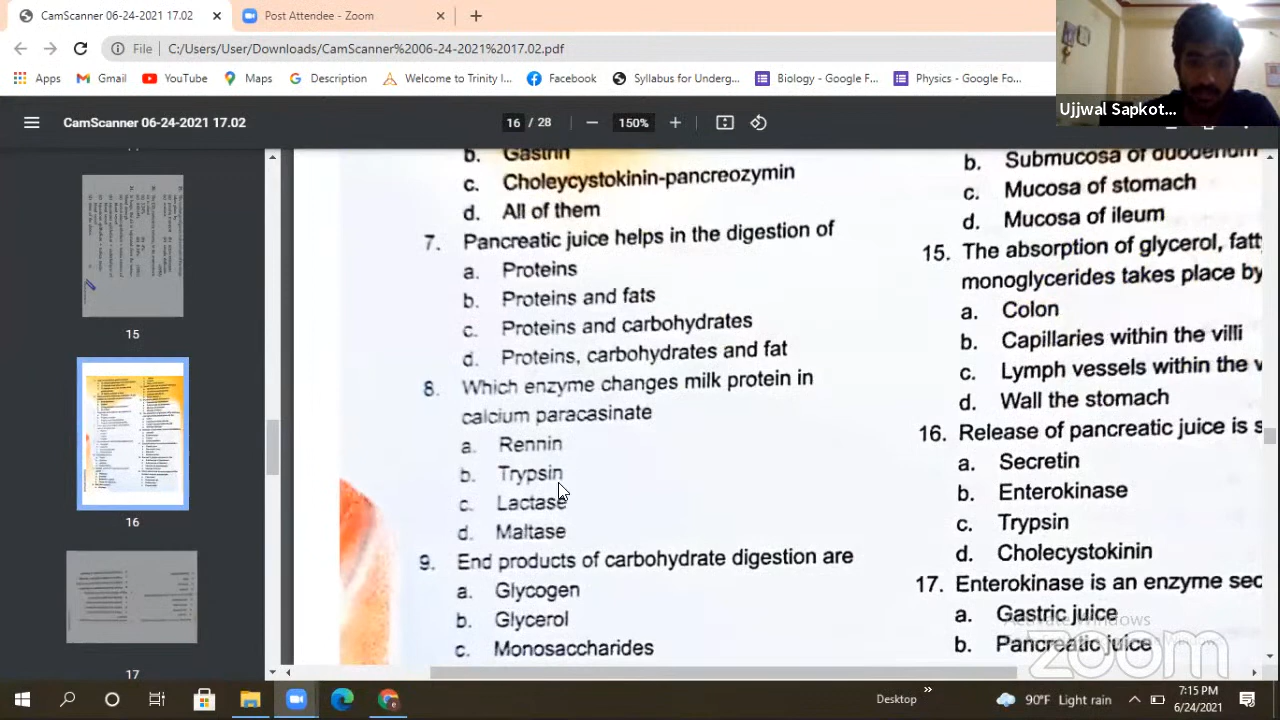 CamScanner 06-24-2021 17.02
Post Attendee - Zoom
File
C:/Users/User/Downloads/CamScanner%2006-24-2021%2017.02.pdf
Apps
Gmail
YouTube
Maps
Description
Welcome to Trinity I...
Facebook
Syllabus for Underg...
Biology - Google F...
Physics - Google Fo...
Ujjwal Sapkot...
CamScanner 06-24-2021 17.02
16 / 28
150%
15
16
17
b. Gastrin
c. Choleycystokinin-pancreozymin
d. All of them
7. Pancreatic juice helps in the digestion of
a. Proteins
b. Proteins and fats
c. Proteins and carbohydrates
d. Proteins, carbohydrates and fat
8. Which enzyme changes milk protein in
calcium paracasinate
a. Rennin
b. Trypsin
c. Lactase
d. Maltase
9. End products of carbohydrate digestion are
a. Glycogen
b. Glycerol
c. Monosaccharides
b. Submucosa of duodenum
c. Mucosa of stomach
d. Mucosa of ileum
15. The absorption of glycerol, fatt
monoglycerides takes place by
a. Colon
b. Capillaries within the villi
c. Lymph vessels within the v
d. Wall the stomach
16. Release of pancreatic juice is s
a. Secretin
b. Enterokinase
c. Trypsin
d. Cholecystokinin
17. Enterokinase is an enzyme sec
a. Gastric juice
b. Pancreatic juice
Activate Windows
zoom
Desktop
90°F Light rain
7:15 PM
6/24/2021